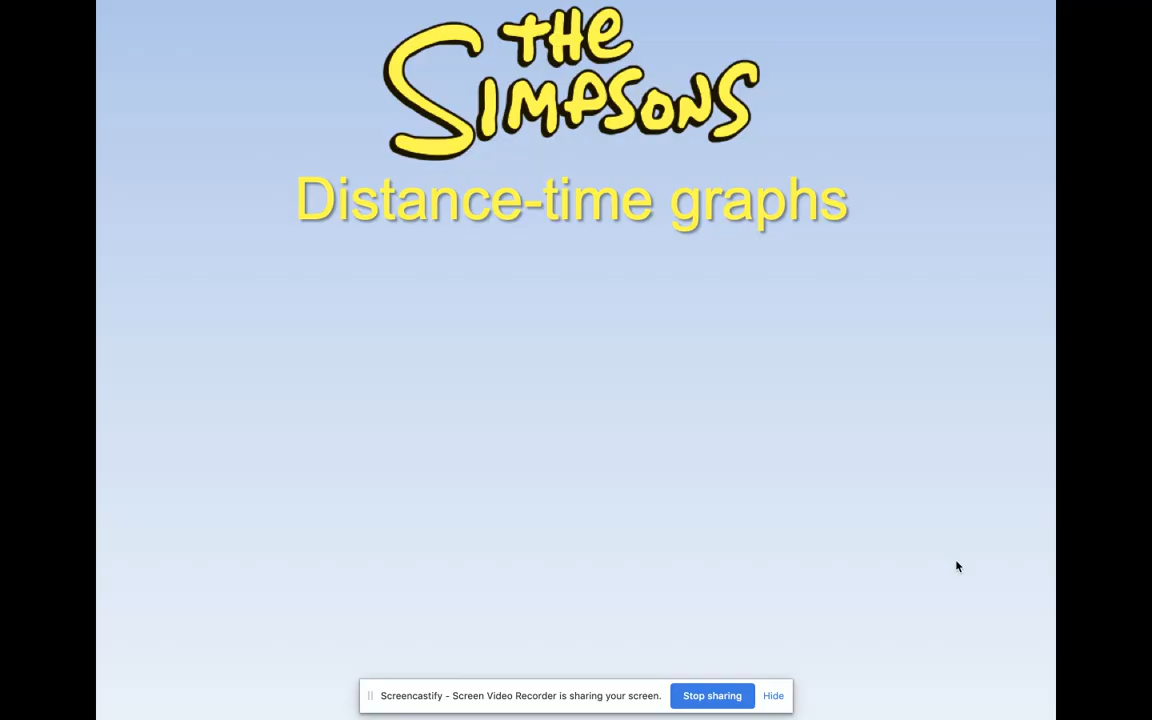 THE
SIMPSONS
Distance-time graphs
Screencastify - Screen Video Recorder is sharing your screen. Stop sharing Hide